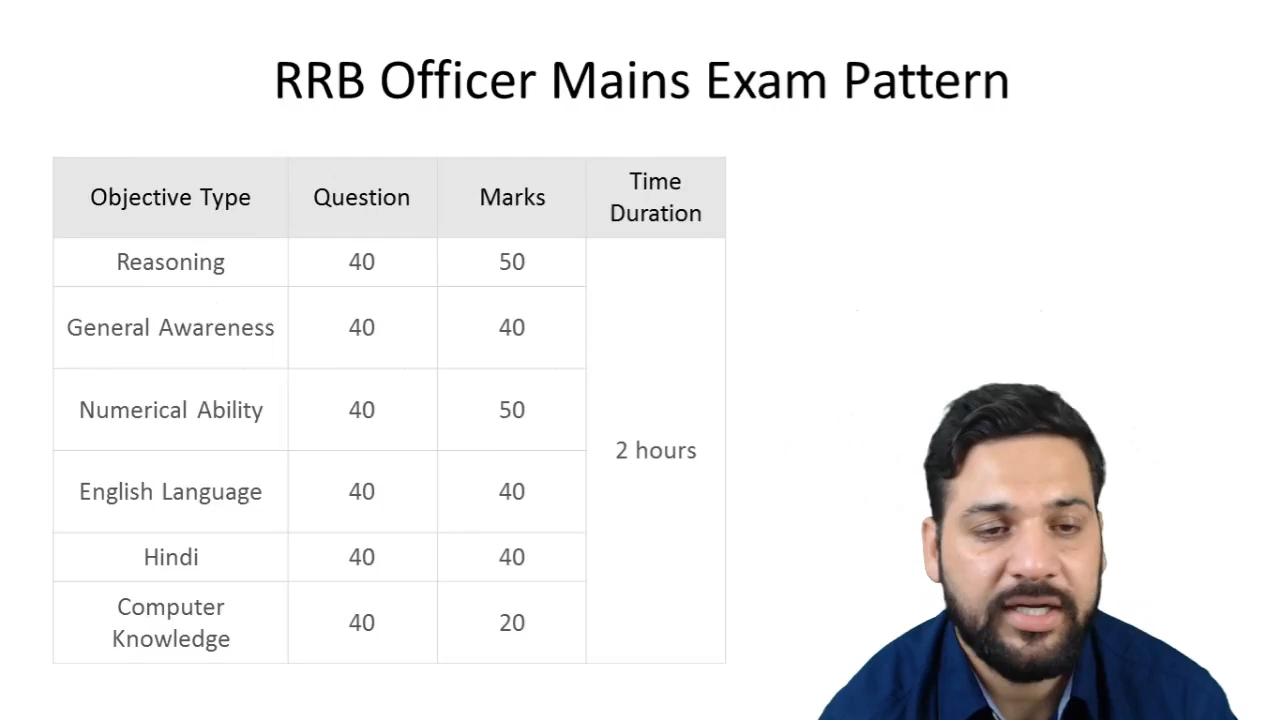 RRB Officer Mains Exam Pattern
Objective Type Question Marks Time Duration
Reasoning 40 50
General Awareness 40 40
Numerical Ability 40 50
2 hours
English Language 40 40
Hindi 40 40
Computer Knowledge 40 20